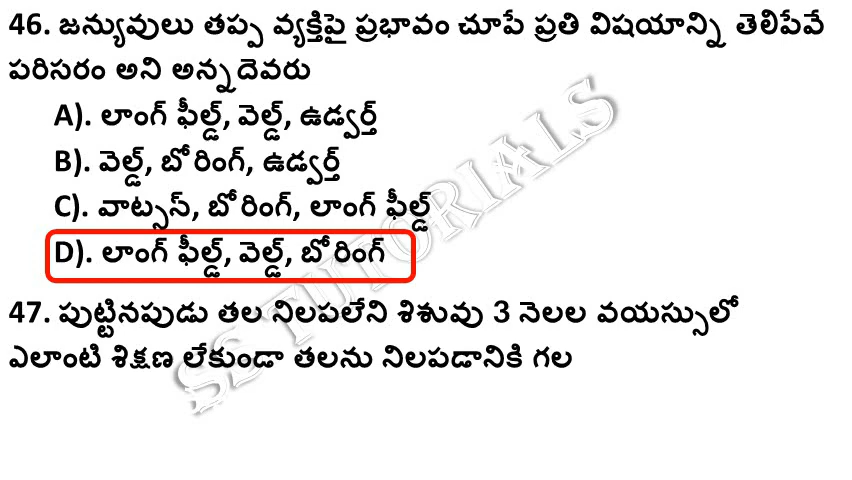 46. జన్యువులు తప్ప వ్యక్తిపై ప్రభావం చూపే ప్రతి విషయాన్ని తెలిపేవే
పరిసరం అని అన్నదెవరు
A). లాంగ్ ఫీల్డ్, వెల్డ్, ఉడ్వర్త్
B). వెల్డ్, బోరింగ్, ఉడ్వర్త్
C). వాట్సన్, బోరింగ్, లాంగ్ ఫీల్డ్
D). లాంగ్ ఫీల్డ్, వెల్డ్, బోరింగ్
47. పుట్టినపుడు తల నిలపలేని శిశువు 3 నెలల వయస్సులో
ఎలాంటి శిక్షణ లేకుండా తలను నిలపడానికి గల
SS TUTORIALS